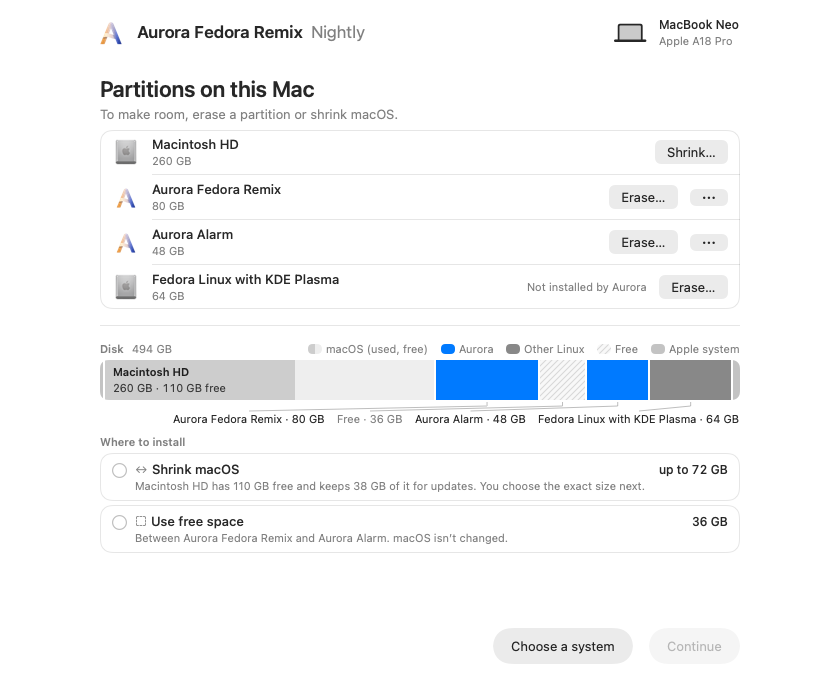 Aurora Fedora Remix Nightly
MacBook Neo
Apple A18 Pro
Partitions on this Mac
To make room, erase a partition or shrink macOS.
Macintosh HD
260 GB
Shrink...
Aurora Fedora Remix
80 GB
Erase...
Aurora Alarm
48 GB
Erase...
Fedora Linux with KDE Plasma
64 GB
Not installed by Aurora
Erase...
Disk 494 GB
macOS (used, free) Aurora Other Linux Free Apple system
Macintosh HD
260 GB · 110 GB free
Aurora Fedora Remix · 80 GB Free · 36 GB Aurora Alarm · 48 GB Fedora Linux with KDE Plasma · 64 GB
Where to install
Shrink macOS up to 72 GB
Macintosh HD has 110 GB free and keeps 38 GB of it for updates. You choose the exact size next.
Use free space 36 GB
Between Aurora Fedora Remix and Aurora Alarm. macOS isn't changed.
Choose a system Continue